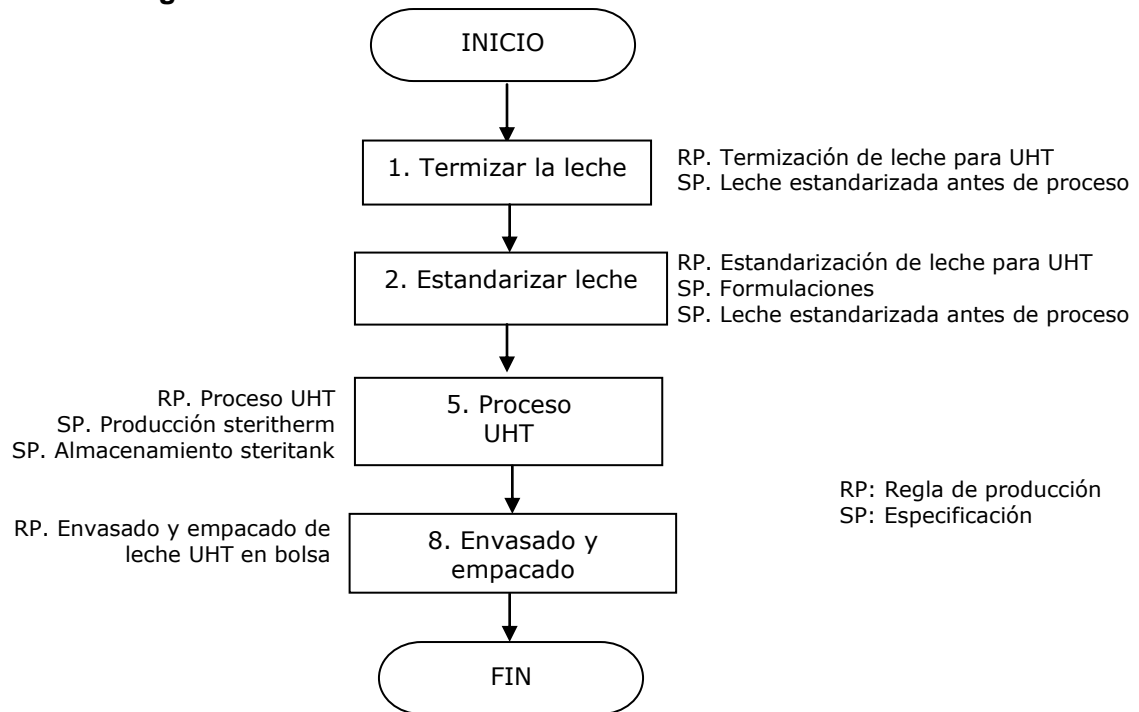 INICIO
1. Termizar la leche
RP. Termización de leche para UHT
SP. Leche estandarizada antes de proceso
2. Estandarizar leche
RP. Estandarización de leche para UHT
SP. Formulaciones
SP. Leche estandarizada antes de proceso
RP. Proceso UHT
SP. Producción steritherm
SP. Almacenamiento steritank
5. Proceso
UHT
RP: Regla de producción
SP: Especificación
RP. Envasado y empacado de
leche UHT en bolsa
8. Envasado y
empacado
FIN